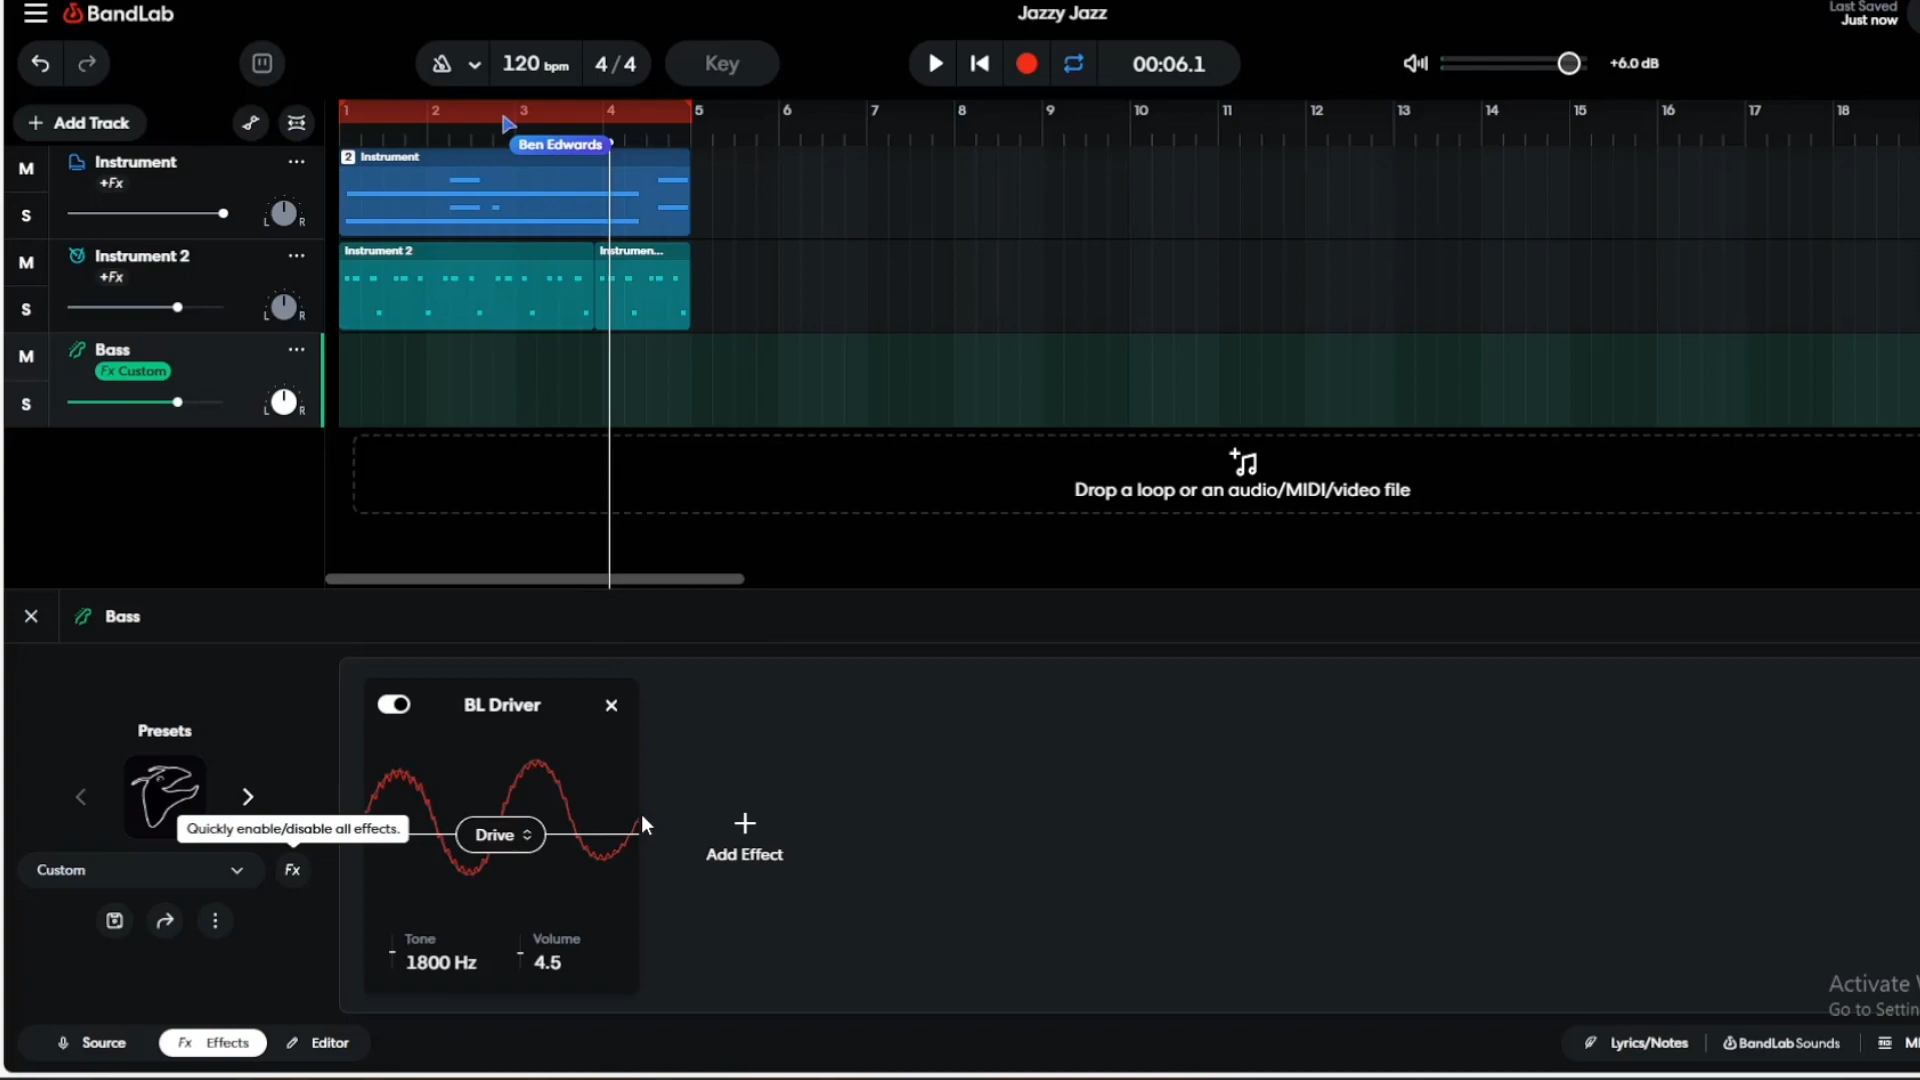 BandLab
Jazzy Jazz
Last Saved
Just now
120 bpm
4/4
Key
00:06.1
+6.0 dB
+ Add Track
1 2 3 4 5 6 7 8 9 10 11 12 13 14 15 16 17 18
Ben Edwards
M
Instrument
+Fx
S
L R
2 Instrument
M
Instrument 2
+Fx
S
L R
Instrument 2
Instrumen...
M
Bass
Fx Custom
S
L R
Drop a loop or an audio/MIDI/video file
Bass
Presets
Quickly enable/disable all effects.
Custom
Fx
BL Driver
Drive
Tone
1800 Hz
Volume
4.5
Add Effect
Activate
Go to Settin
Source
Fx Effects
Editor
Lyrics/Notes
BandLab Sounds